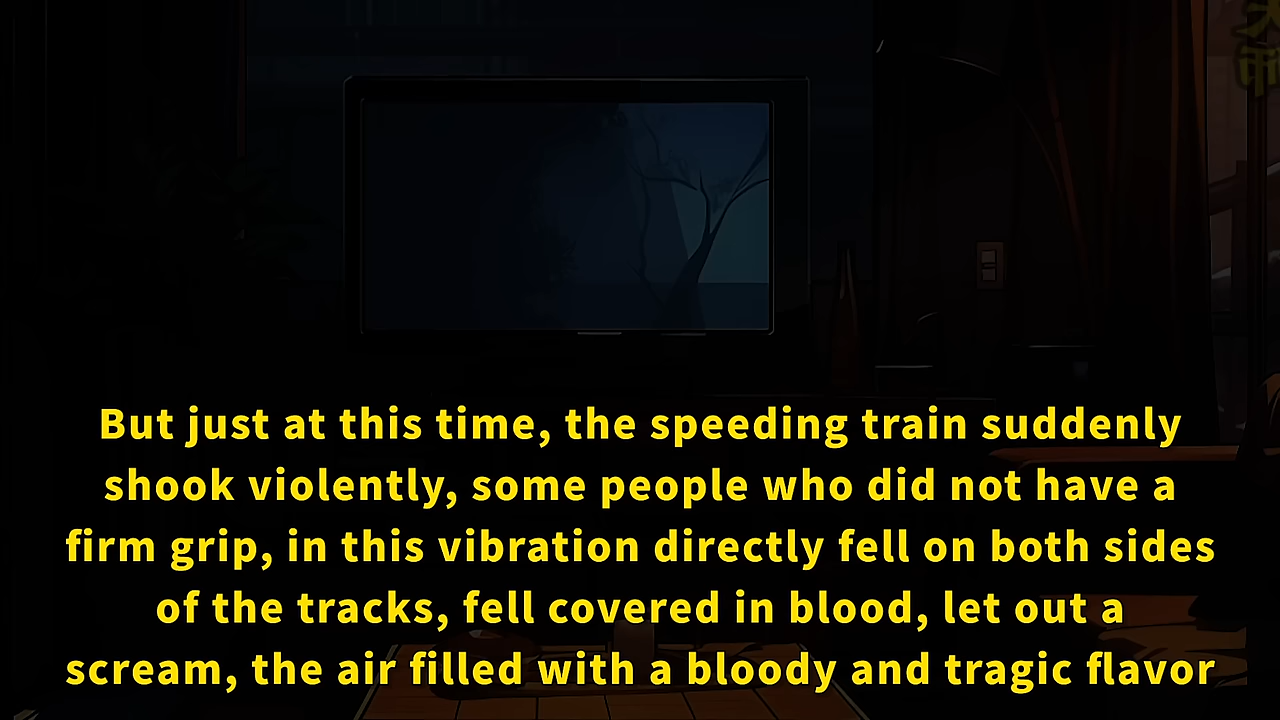 But just at this time, the speeding train suddenly
shook violently, some people who did not have a
firm grip, in this vibration directly fell on both sides
of the tracks, fell covered in blood, let out a
scream, the air filled with a bloody and tragic flavor